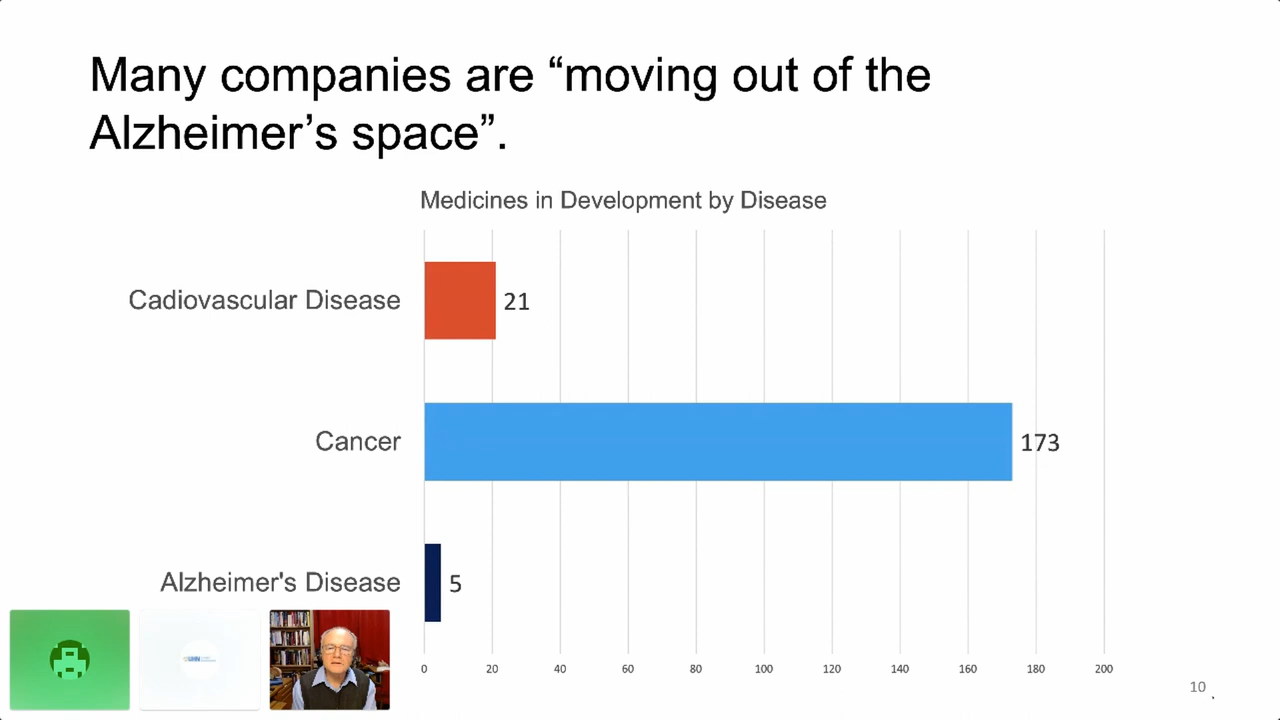 Many companies are “moving out of the
Alzheimer’s space”.
Medicines in Development by Disease
Cadiovascular Disease
21
Cancer
173
Alzheimer's Disease
5
0 20 40 60 80 100 120 140 160 180 200
10